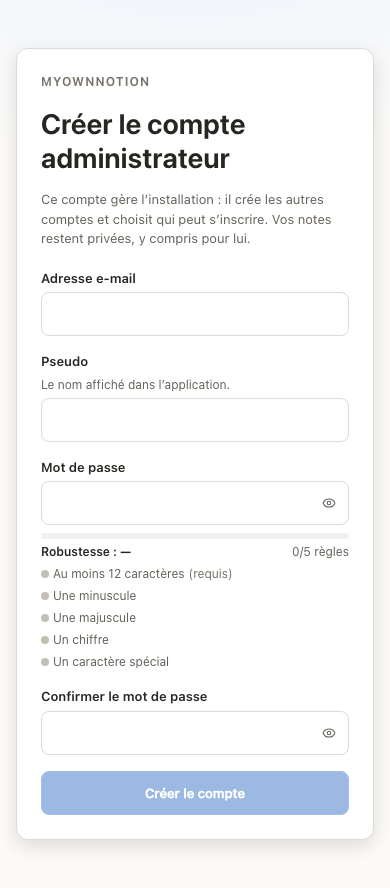 MYOWNNOTION
Créer le compte
administrateur
Ce compte gère l’installation : il crée les autres
comptes et choisit qui peut s’inscrire. Vos notes
restent privées, y compris pour lui.
Adresse e-mail
Pseudo
Le nom affiché dans l’application.
Mot de passe
Robustesse : — 0/5 règles
Au moins 12 caractères (requis)
Une minuscule
Une majuscule
Un chiffre
Un caractère spécial
Confirmer le mot de passe
Créer le compte